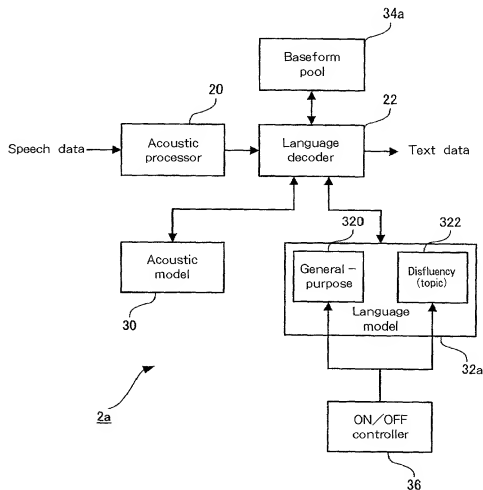 34a
Baseform
pool
20
22
Speech data
Acoustic
processor
Language
decoder
Text data
320
322
Acoustic
model
General-
purpose
Disfluency
(topic)
Language
model
30
32a
2a
ON/OFF
controller
36